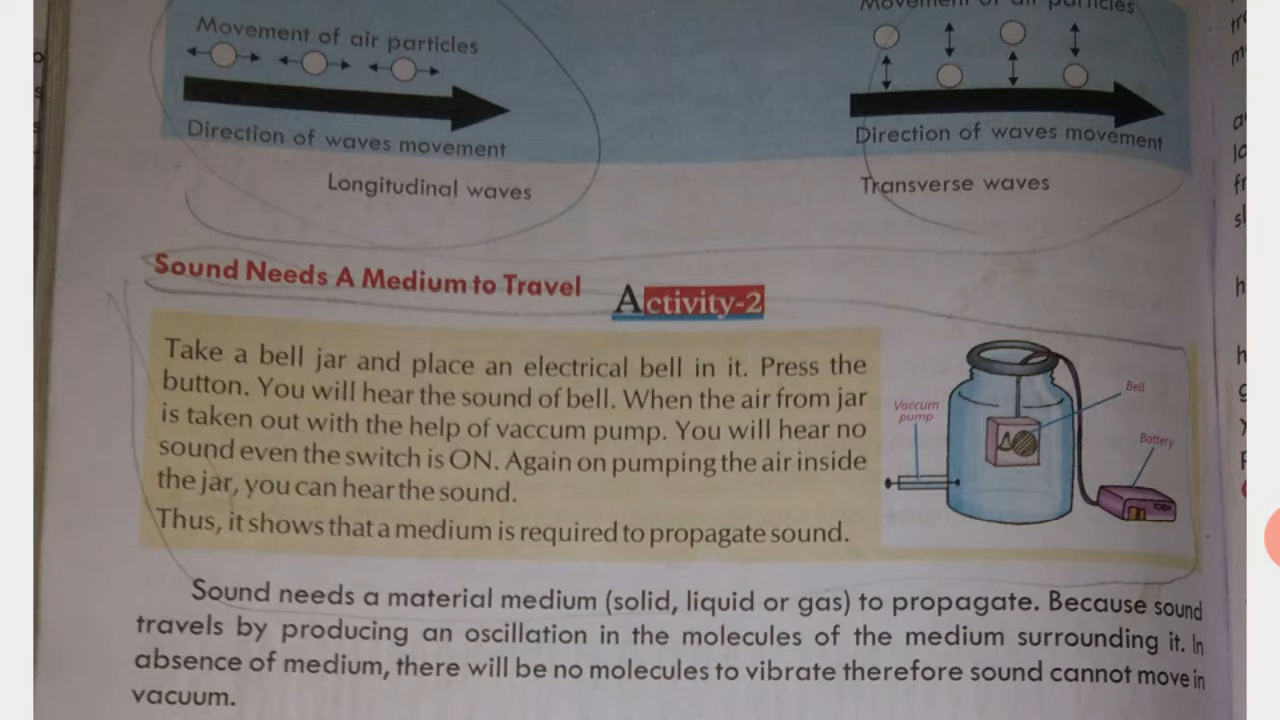 Movement of air particles
Direction of waves movement
Longitudinal waves
Movement of air particles
Direction of waves movement
Transverse waves
Sound Needs A Medium to Travel
Activity-2
Take a bell jar and place an electrical bell in it. Press the
button. You will hear the sound of bell. When the air from jar
is taken out with the help of vaccum pump. You will hear no
sound even the switch is ON. Again on pumping the air inside
the jar, you can hear the sound.
Thus, it shows that a medium is required to propagate sound.
Vaccum
pump
Bell
Battery
Sound needs a material medium (solid, liquid or gas) to propagate. Because sound
travels by producing an oscillation in the molecules of the medium surrounding it. In
absence of medium, there will be no molecules to vibrate therefore sound cannot move in
vacuum.